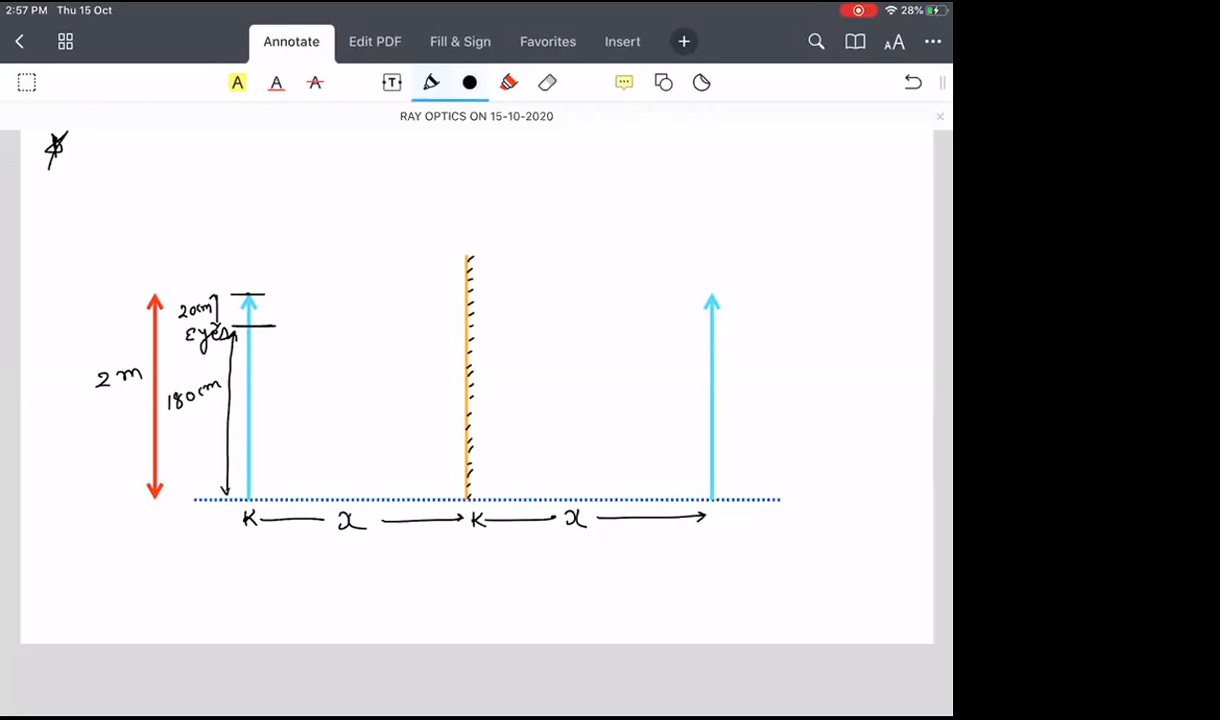 2:57 PM Thu 15 Oct 28%
Annotate Edit PDF Fill & Sign Favorites Insert
RAY OPTICS ON 15-10-2020
20cm
Eyes
2 m
180cm
x x